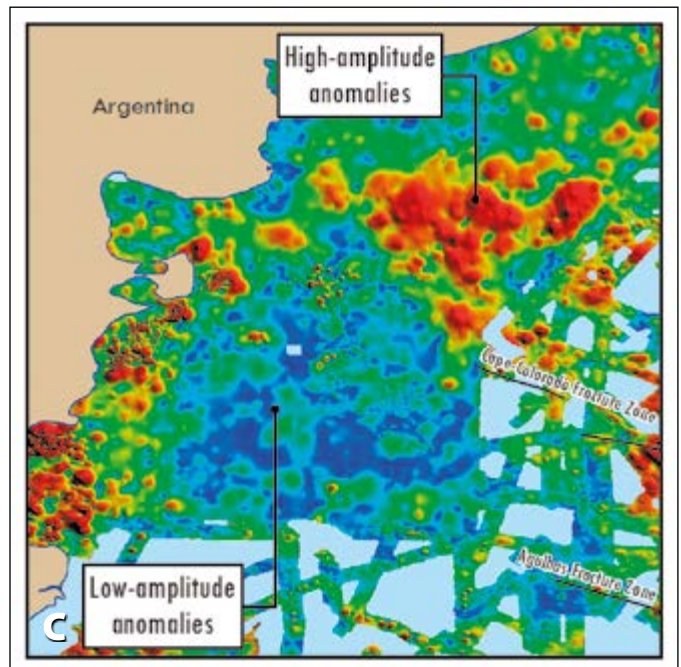 High-amplitude
anomalies
Argentina
Cape-Colorado Fracture Zone
Agulhas Fracture Zone
Low-amplitude
anomalies
C